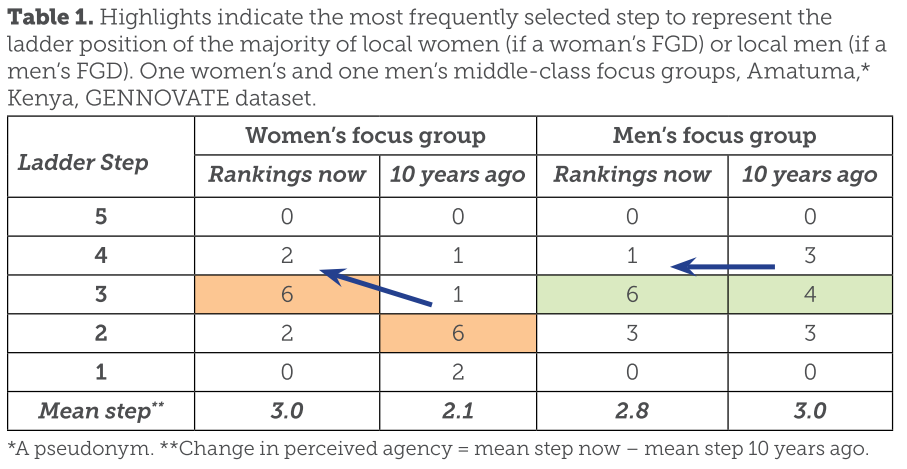 Table 1. Highlights indicate the most frequently selected step to represent the
ladder position of the majority of local women (if a woman's FGD) or local men (if a
men's FGD). One women's and one men's middle-class focus groups, Amatuma,*
Kenya, GENNOVATE dataset.
Ladder Step Women's focus group Men's focus group
Rankings now 10 years ago Rankings now 10 years ago
5 0 0 0 0
4 2 1 1 3
3 6 1 6 4
2 2 6 3 3
1 0 2 0 0
Mean step** 3.0 2.1 2.8 3.0
*A pseudonym. **Change in perceived agency = mean step now – mean step 10 years ago.